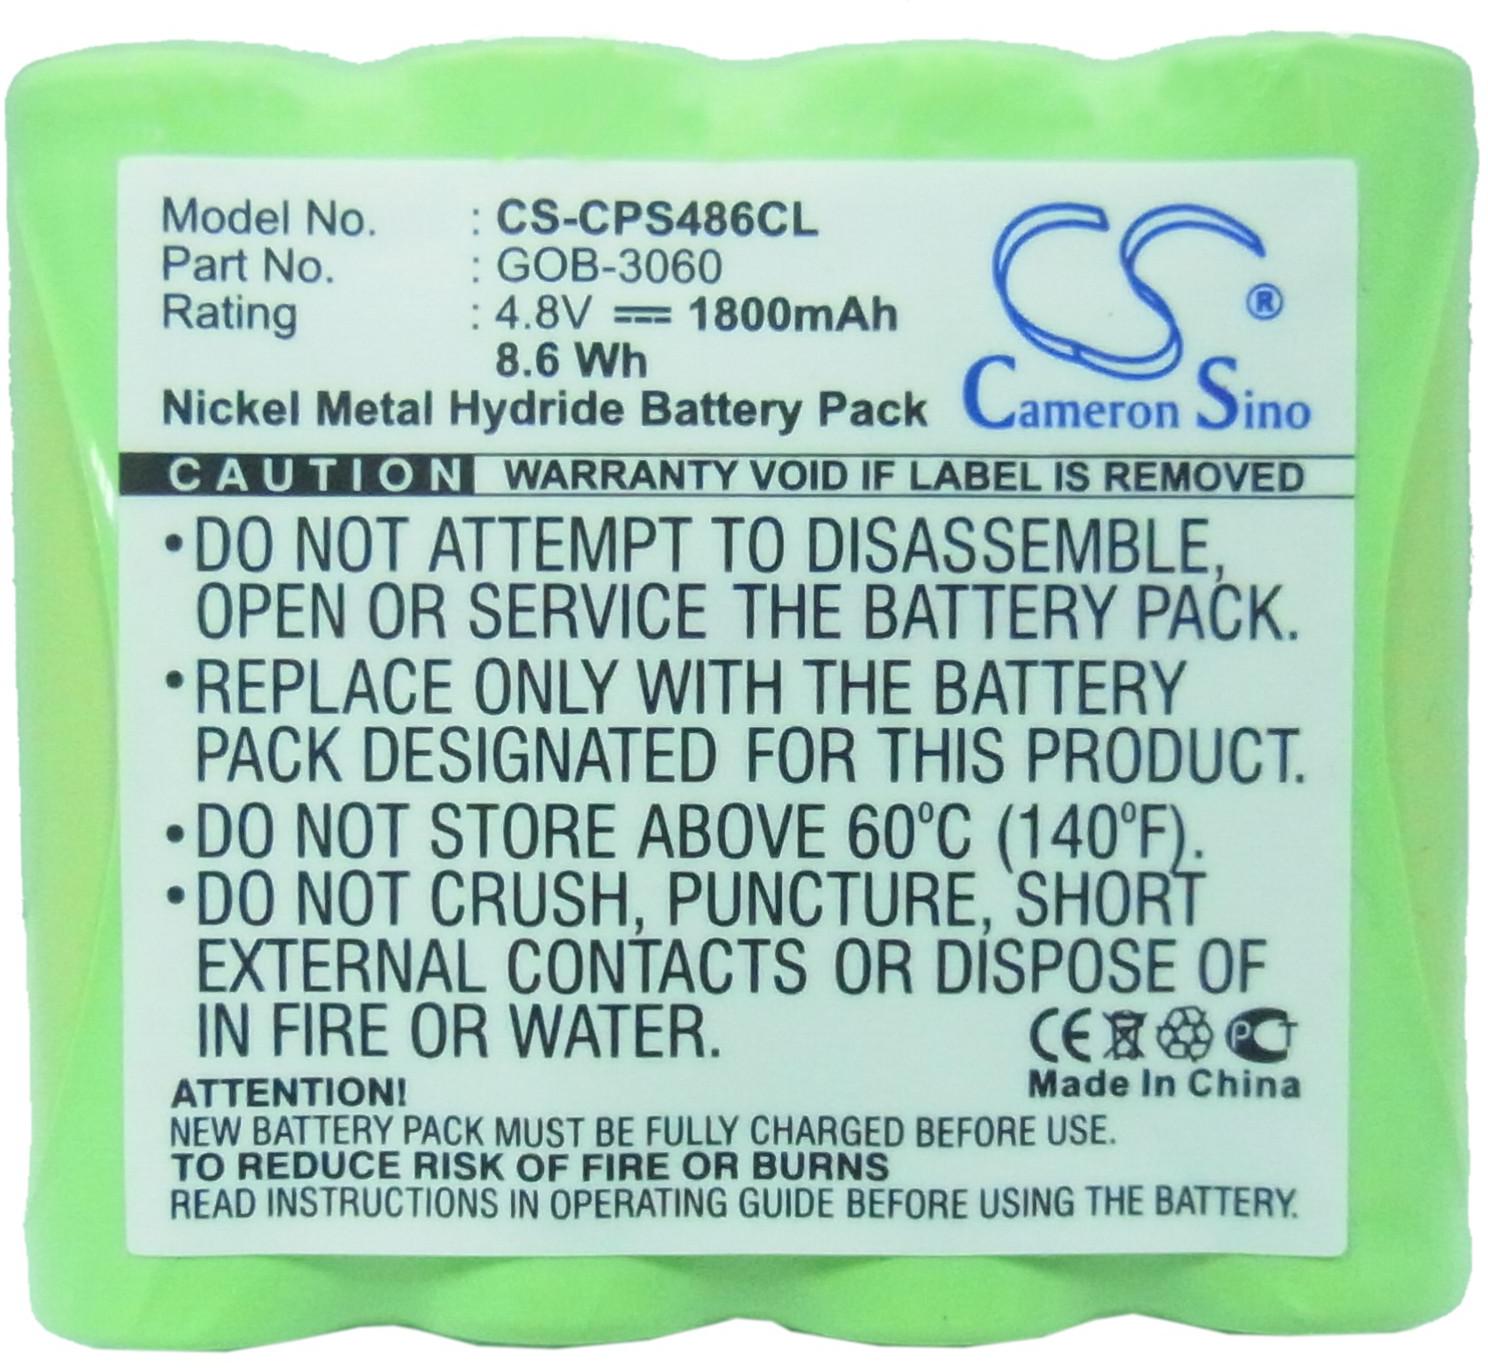 Model No. : CS-CPS486CL
Part No. : GOB-3060
Rating : 4.8V 1800mAh
8.6 Wh
Nickel Metal Hydride Battery Pack
CS®
Cameron Sino
CAUTION WARRANTY VOID IF LABEL IS REMOVED
•DO NOT ATTEMPT TO DISASSEMBLE,
OPEN OR SERVICE THE BATTERY PACK.
•REPLACE ONLY WITH THE BATTERY
PACK DESIGNATED FOR THIS PRODUCT.
•DO NOT STORE ABOVE 60°C (140°F).
•DO NOT CRUSH, PUNCTURE, SHORT
EXTERNAL CONTACTS OR DISPOSE OF
IN FIRE OR WATER.
CE PCT
Made In China
ATTENTION!
NEW BATTERY PACK MUST BE FULLY CHARGED BEFORE USE.
TO REDUCE RISK OF FIRE OR BURNS
READ INSTRUCTIONS IN OPERATING GUIDE BEFORE USING THE BATTERY.